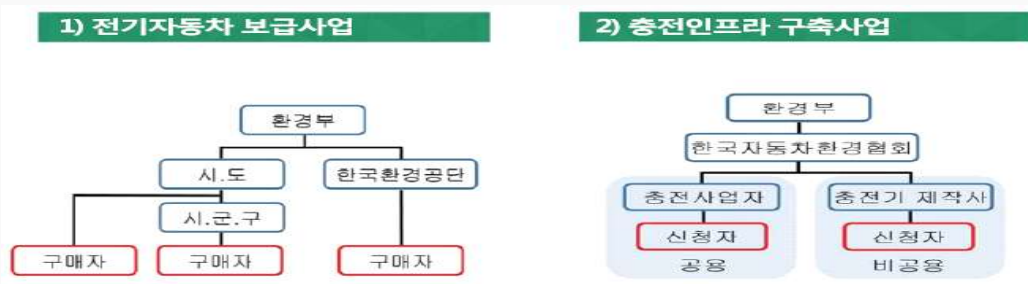 1) 전기자동차 보급사업
환경부
시.도
한국환경공단
시.군.구
구매자
구매자
구매자
2) 충전인프라 구축사업
환경부
한국자동차환경협회
충전사업자
충전기 제작사
신청자
신청자
공용
비공용